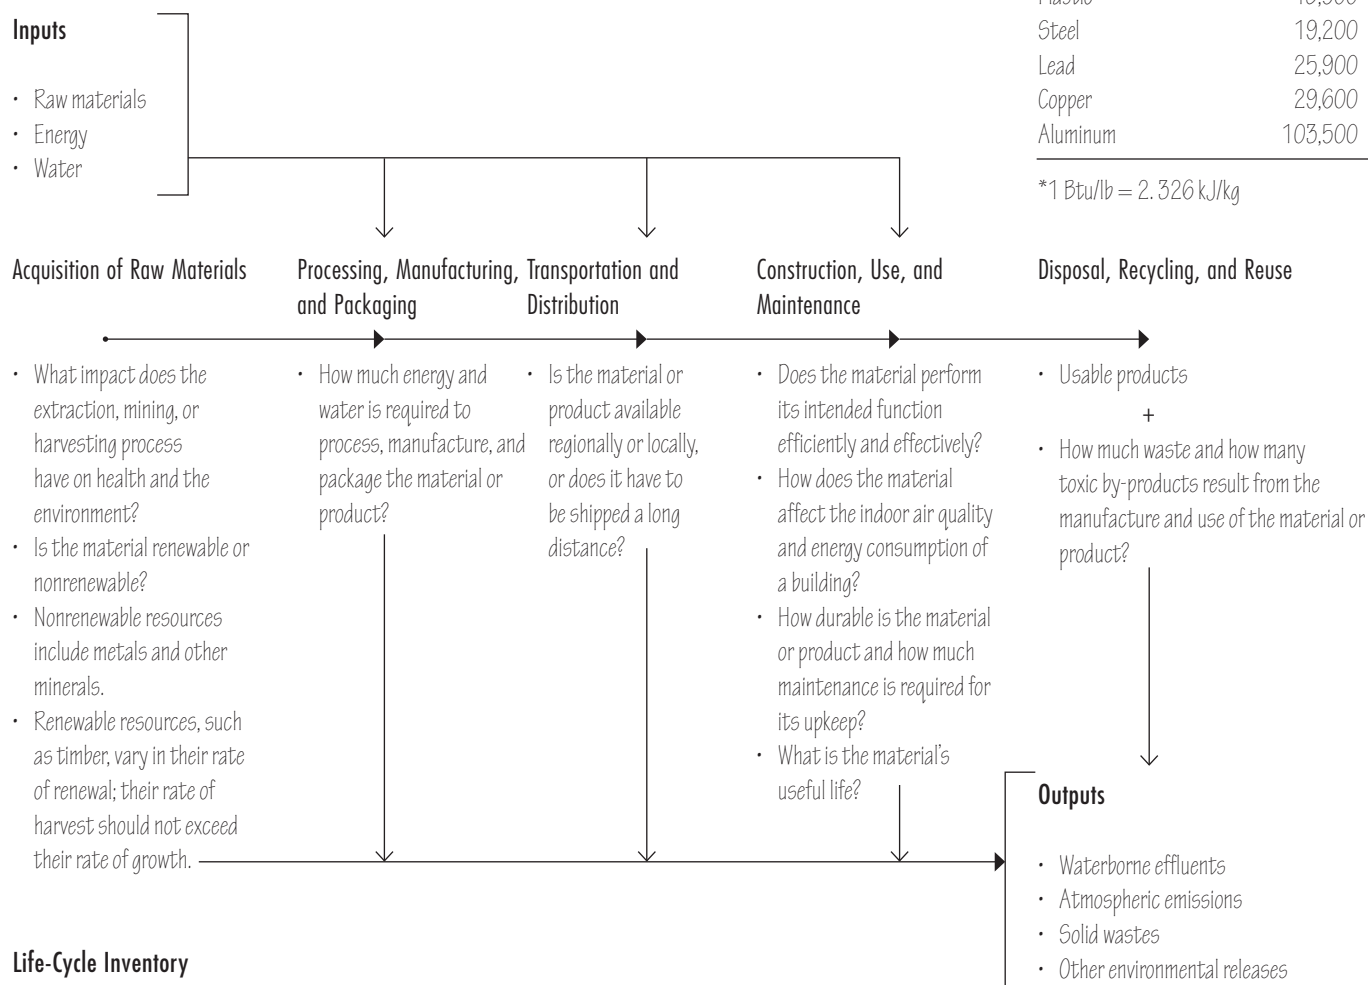 Inputs
• Raw materials
• Energy
• Water
Steel 19,200
Lead 25,900
Copper 29,600
Aluminum 103,500
*1 Btu/lb = 2.326 kJ/kg
Acquisition of Raw Materials
• What impact does the
extraction, mining, or
harvesting process
have on health and the
environment?
• Is the material renewable or
nonrenewable?
• Nonrenewable resources
include metals and other
minerals.
• Renewable resources, such
as timber, vary in their rate
of renewal; their rate of
harvest should not exceed
their rate of growth.
Processing, Manufacturing,
and Packaging
• How much energy and
water is required to
process, manufacture, and
package the material or
product?
Transportation and
Distribution
• Is the material or
product available
regionally or locally,
or does it have to
be shipped a long
distance?
Construction, Use, and
Maintenance
• Does the material perform
its intended function
efficiently and effectively?
• How does the material
affect the indoor air quality
and energy consumption of
a building?
• How durable is the material
or product and how much
maintenance is required for
its upkeep?
• What is the material's
useful life?
Disposal, Recycling, and Reuse
• Usable products
+
• How much waste and how many
toxic by-products result from the
manufacture and use of the material or
product?
Outputs
• Waterborne effluents
• Atmospheric emissions
• Solid wastes
• Other environmental releases
Life-Cycle Inventory